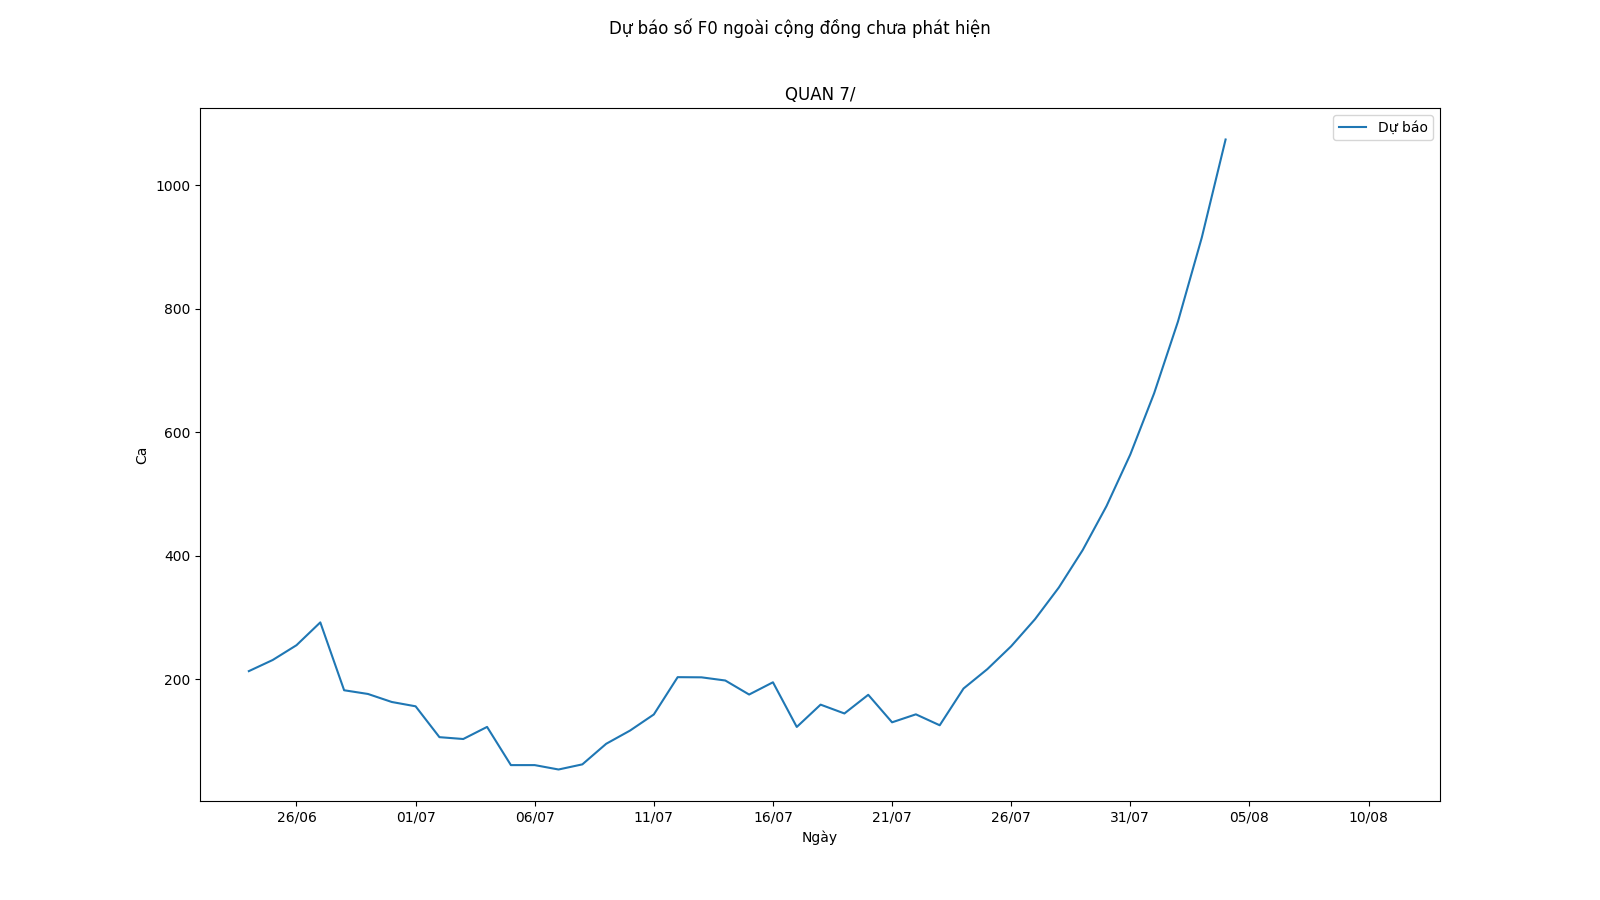 Dự báo số F0 ngoài cộng đồng chưa phát hiện
QUAN 7/
Dự báo
1000
800
600
400
200
Ca
26/06 01/07 06/07 11/07 16/07 21/07 26/07 31/07 05/08 10/08
Ngày